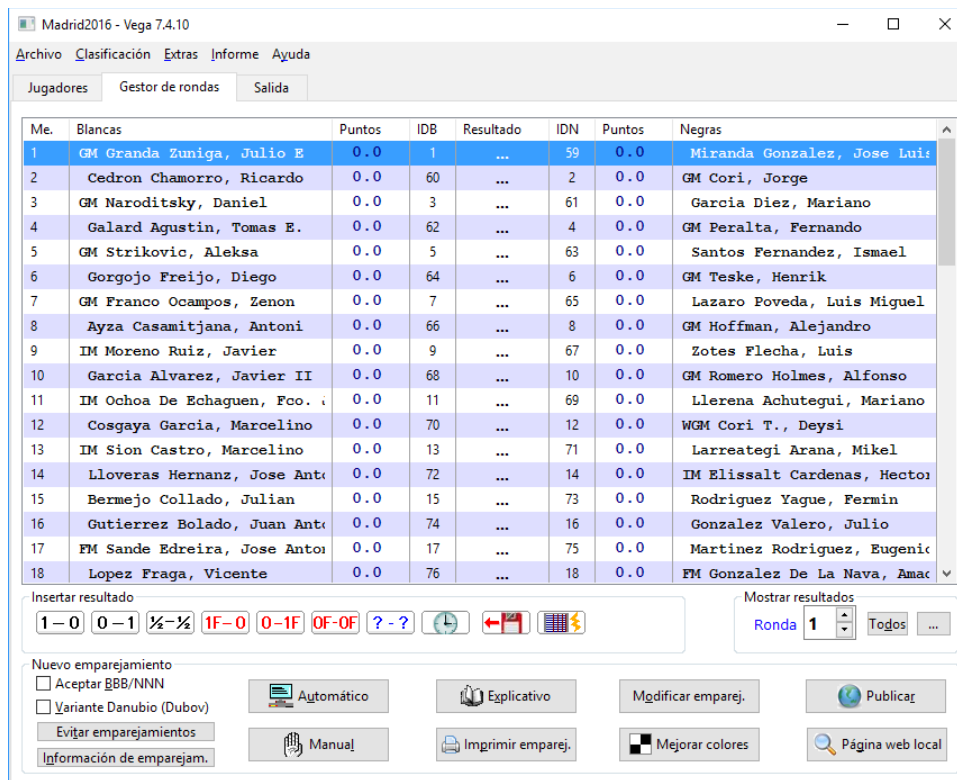 Madrid2016 - Vega 7.4.10
Archivo Clasificación Extras Informe Ayuda
Jugadores Gestor de rondas Salida
Me. Blancas Puntos IDB Resultado IDN Puntos Negras
1 GM Granda Zuniga, Julio E 0.0 1 ... 59 0.0 Miranda Gonzalez, Jose Luis
2 Cedron Chamorro, Ricardo 0.0 60 ... 2 0.0 GM Cori, Jorge
3 GM Naroditsky, Daniel 0.0 3 ... 61 0.0 Garcia Diez, Mariano
4 Galard Agustin, Tomas E. 0.0 62 ... 4 0.0 GM Peralta, Fernando
5 GM Strikovic, Aleksa 0.0 5 ... 63 0.0 Santos Fernandez, Ismael
6 Gorgojo Freijo, Diego 0.0 64 ... 6 0.0 GM Teske, Henrik
7 GM Franco Ocampos, Zenon 0.0 7 ... 65 0.0 Lazaro Poveda, Luis Miguel
8 Ayza Casamitjana, Antoni 0.0 66 ... 8 0.0 GM Hoffman, Alejandro
9 IM Moreno Ruiz, Javier 0.0 9 ... 67 0.0 Zotes Flecha, Luis
10 Garcia Alvarez, Javier II 0.0 68 ... 10 0.0 GM Romero Holmes, Alfonso
11 IM Ochoa De Echaguen, Fco. 0.0 11 ... 69 0.0 Llerena Achutegui, Mariano
12 Cosgaya Garcia, Marcelino 0.0 70 ... 12 0.0 WGM Cori T., Deysi
13 IM Sion Castro, Marcelino 0.0 13 ... 71 0.0 Larreategi Arana, Mikel
14 Lloveras Hernanz, Jose Anto 0.0 72 ... 14 0.0 IM Elissalt Cardenas, Hector
15 Bermejo Collado, Julian 0.0 15 ... 73 0.0 Rodriguez Yague, Fermin
16 Gutierrez Bolado, Juan Anto 0.0 74 ... 16 0.0 Gonzalez Valero, Julio
17 FM Sande Edreira, Jose Anton 0.0 17 ... 75 0.0 Martinez Rodriguez, Eugenio
18 Lopez Fraga, Vicente 0.0 76 ... 18 0.0 FM Gonzalez De La Nava, Amac
Insertar resultado Mostrar resultados
1-0 0-1 ½-½ 1F-0 0-1F 0F-0F ?-? Ronda 1 Todos ...
Nuevo emparejamiento
Aceptar BBB/NNN
Variante Danubio (Dubov)
Automático Explicativo Modificar emparej. Publicar
Evitar emparejamientos
Información de emparejam.
Manual Imprimir emparej. Mejorar colores Página web local